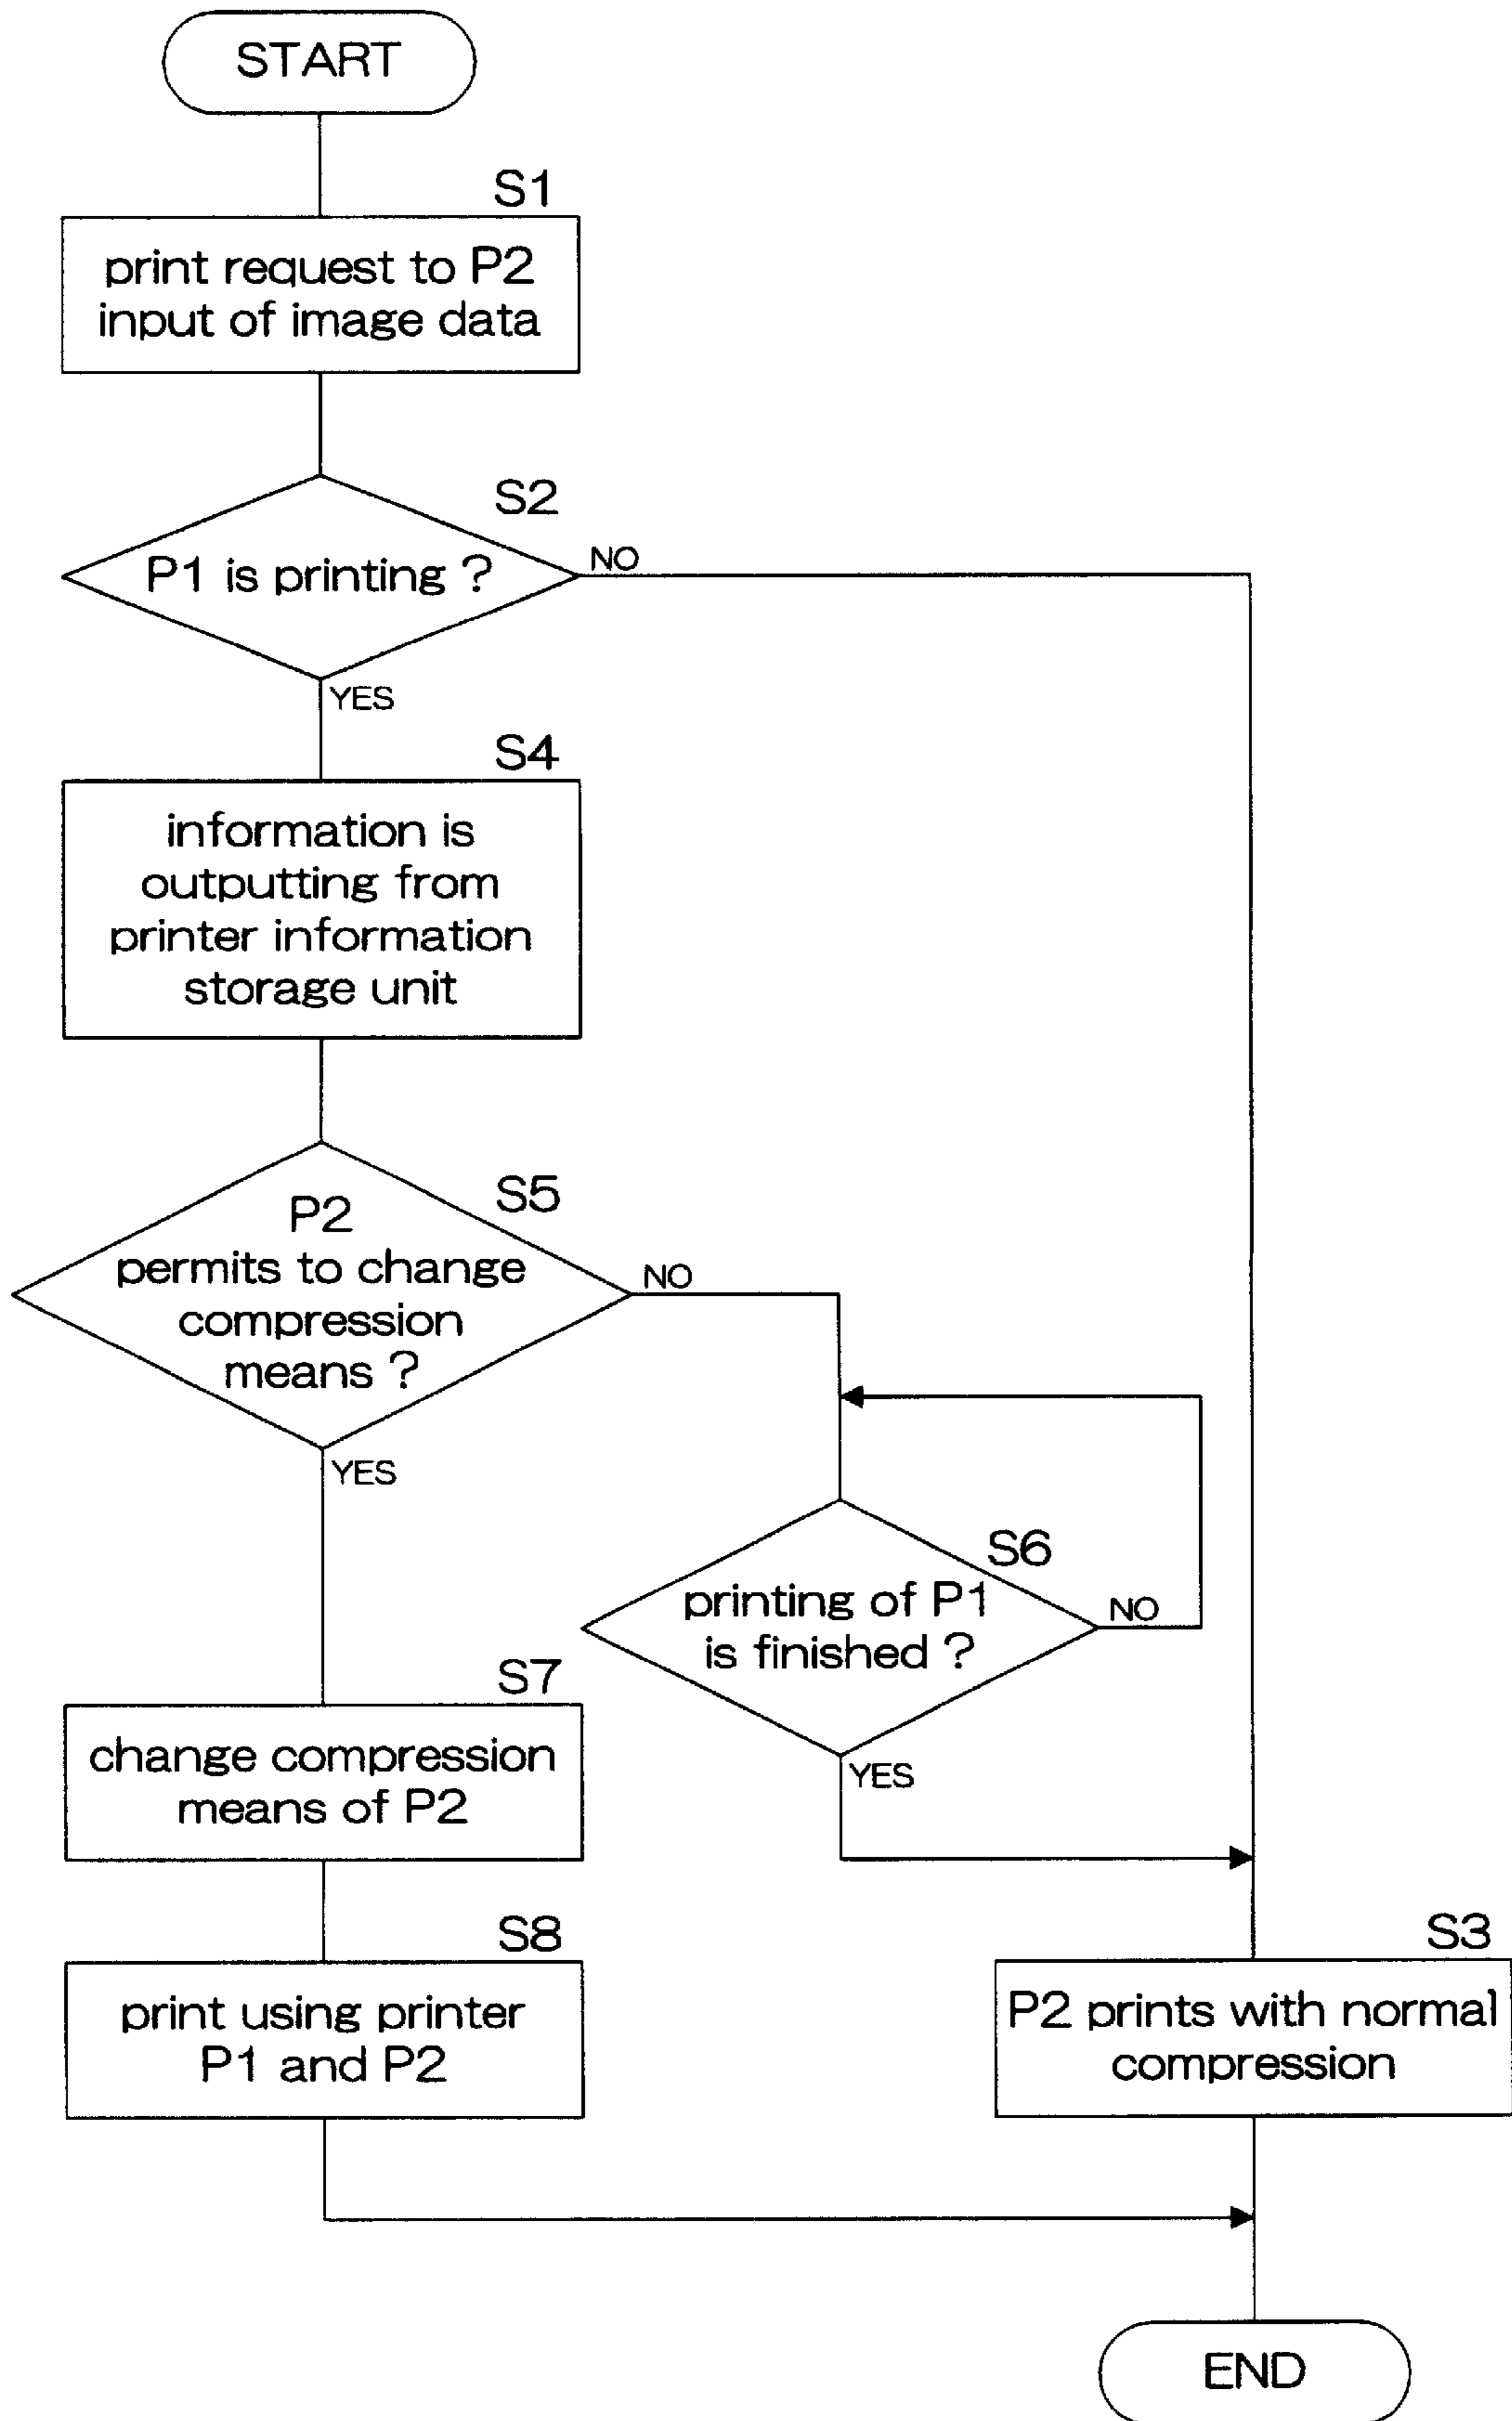 START
S1
print request to P2
input of image data
S2
P1 is printing ?
NO
YES
S4
information is
outputting from
printer information
storage unit
S5
P2
permits to change
compression
means ?
NO
YES
S6
printing of P1
is finished ?
NO
YES
S7
change compression
means of P2
S8
print using printer
P1 and P2
S3
P2 prints with normal
compression
END